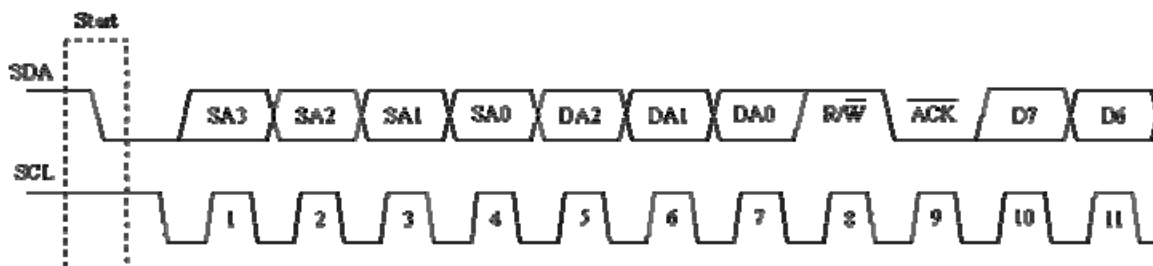 Start
SDA
SA3 SA2 SA1 SA0 DA2 DA1 DA0 R/W̅ A̅C̅K̅ D7 D6
SCL
1 2 3 4 5 6 7 8 9 10 11